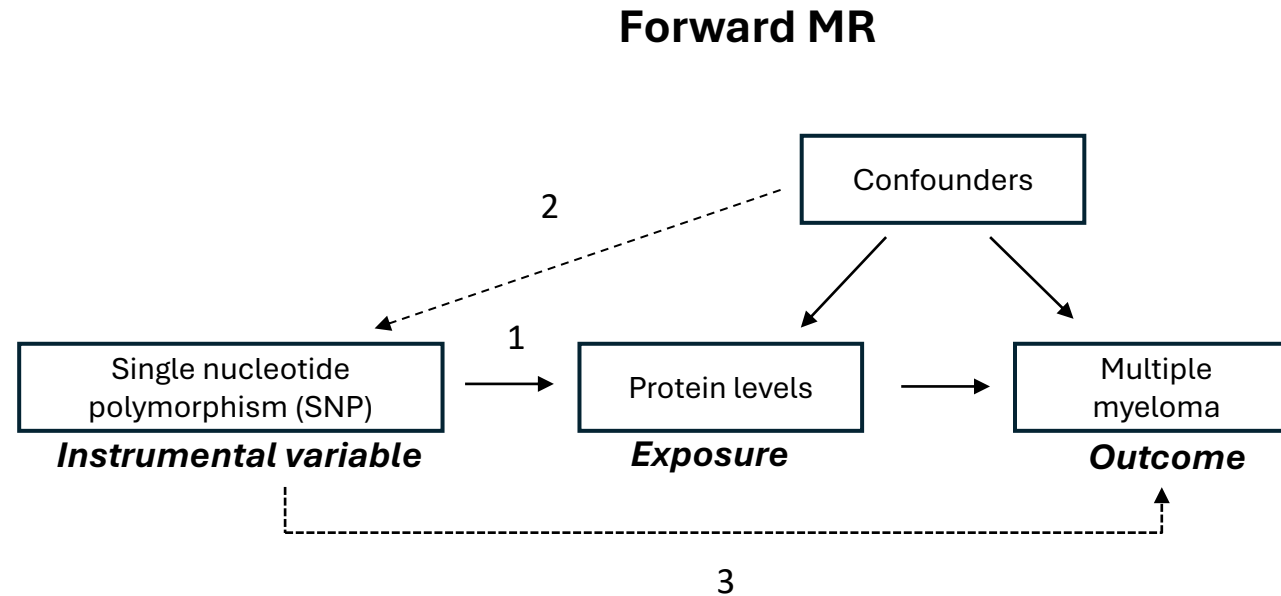 Forward MR
Confounders
2
1
Single nucleotide
polymorphism (SNP)
Protein levels
Multiple
myeloma
Instrumental variable
Exposure
Outcome
3